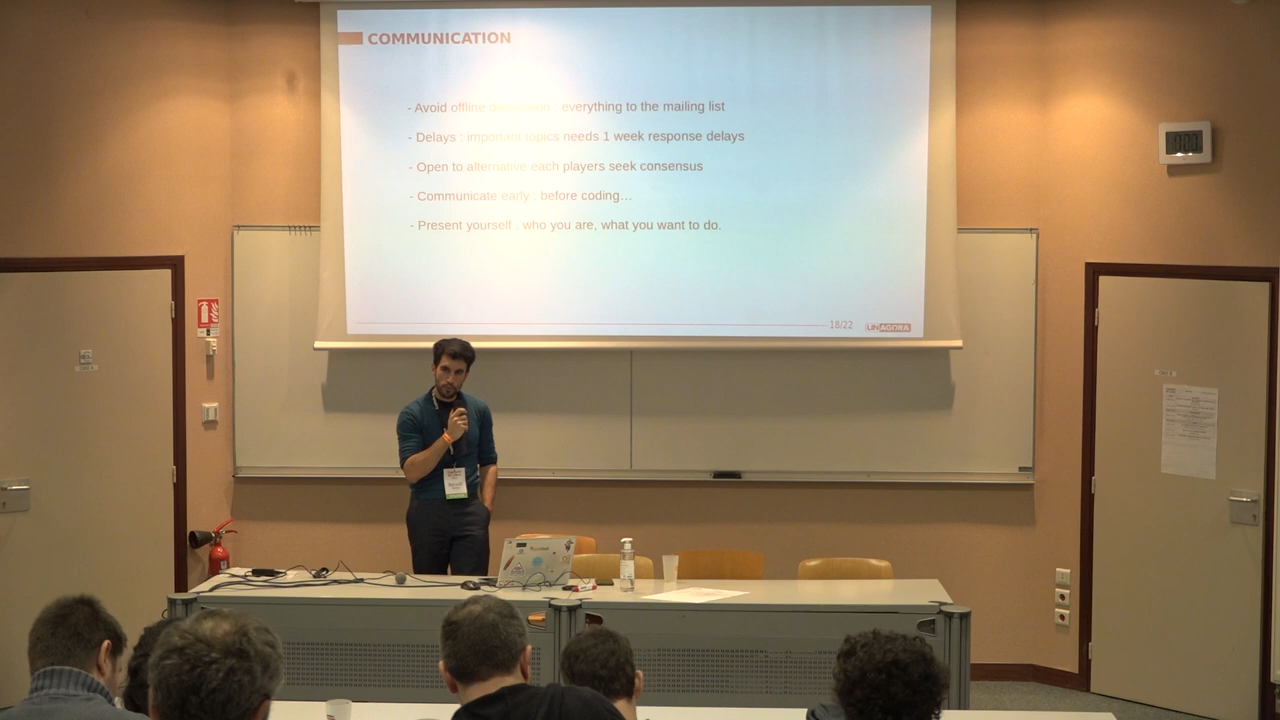 COMMUNICATION
- Avoid offline discussion : everything to the mailing list
- Delays : important topics needs 1 week response delays
- Open to alternative each players seek consensus
- Communicate early : before coding...
- Present yourself : who you are, what you want to do.
18/22
LINAGORA